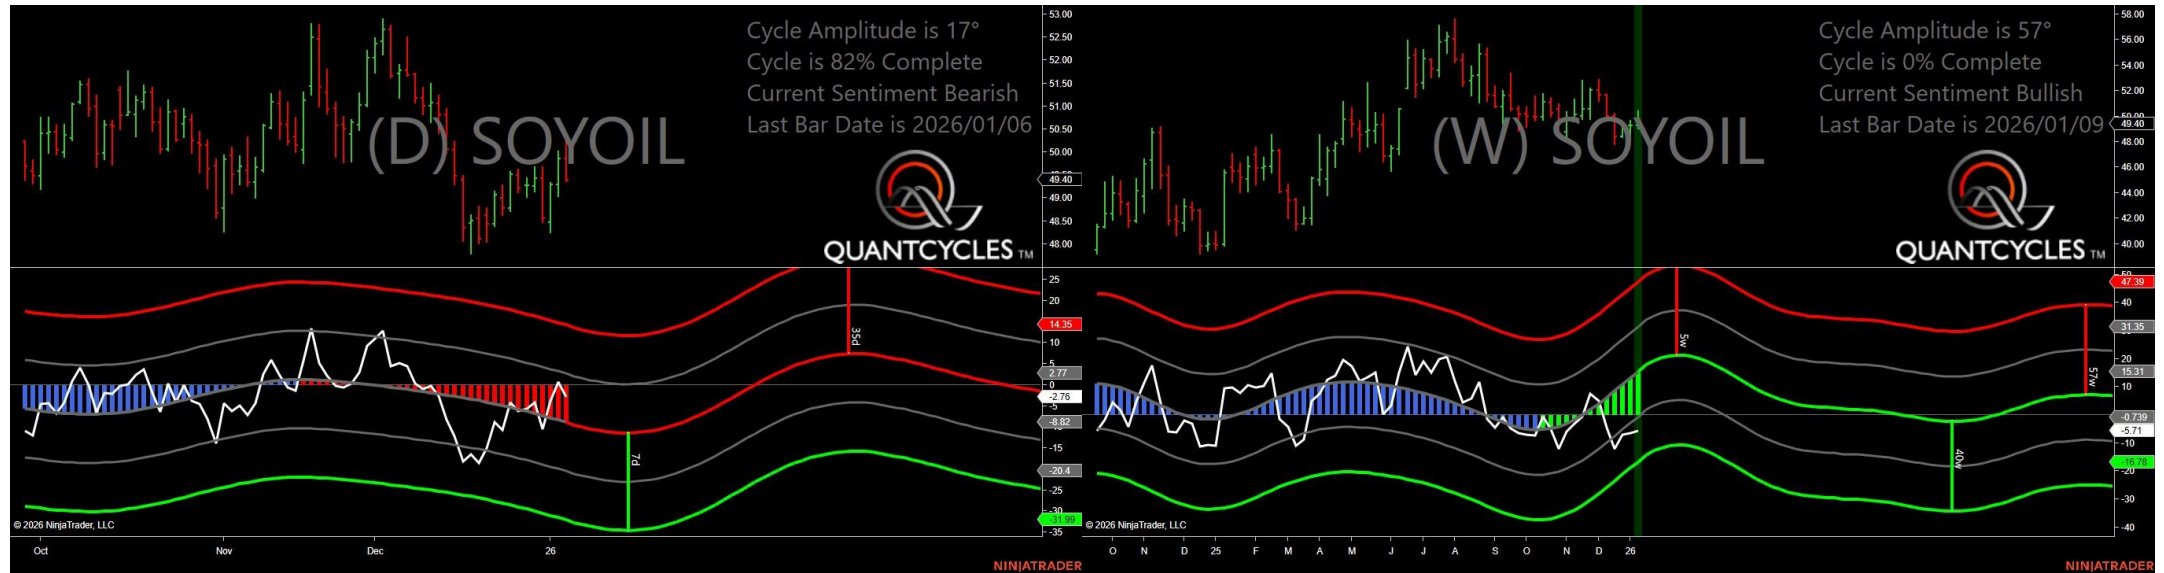 Cycle Amplitude is 17°
Cycle is 82% Complete
Current Sentiment Bearish
Last Bar Date is 2026/01/06
(D) SOYOIL
QUANTCYCLES TM
53.00
52.50
52.00
51.50
51.00
50.50
50.00
49.40
49.00
48.50
48.00
25
20
14.35
10
5
2.77
0
-2.76
-5
-8.82
-15
-20.4
-25
-30
-31.99
-35
35d
7d
© 2026 NinjaTrader, LLC
Oct Nov Dec 26
NINJATRADER
Cycle Amplitude is 57°
Cycle is 0% Complete
Current Sentiment Bullish
Last Bar Date is 2026/01/09
(W) SOYOIL
QUANTCYCLES TM
58.00
56.00
54.00
52.00
49.40
48.00
46.00
44.00
42.00
40.00
47.39
40
31.35
20
15.31
10
-0.739
-5.71
-10
-16.78
-20
-30
-40
5w
40w
57w
© 2026 NinjaTrader, LLC
O N D 25 F M A M J J A S O N D 26
NINJATRADER